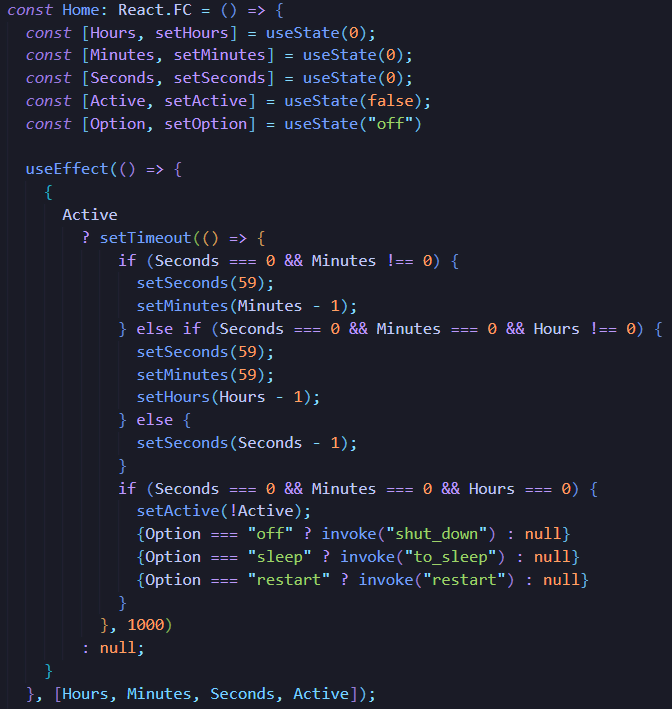 const Home: React.FC = () => {
  const [Hours, setHours] = useState(0);
  const [Minutes, setMinutes] = useState(0);
  const [Seconds, setSeconds] = useState(0);
  const [Active, setActive] = useState(false);
  const [Option, setOption] = useState("off")

  useEffect(() => {
    {
      Active
        ? setTimeout(() => {
            if (Seconds === 0 && Minutes !== 0) {
              setSeconds(59);
              setMinutes(Minutes - 1);
            } else if (Seconds === 0 && Minutes === 0 && Hours !== 0) {
              setSeconds(59);
              setMinutes(59);
              setHours(Hours - 1);
            } else {
              setSeconds(Seconds - 1);
            }
            if (Seconds === 0 && Minutes === 0 && Hours === 0) {
              setActive(!Active);
              {Option === "off" ? invoke("shut_down") : null}
              {Option === "sleep" ? invoke("to_sleep") : null}
              {Option === "restart" ? invoke("restart") : null}
            }
          }, 1000)
        : null;
    }
  }, [Hours, Minutes, Seconds, Active]);